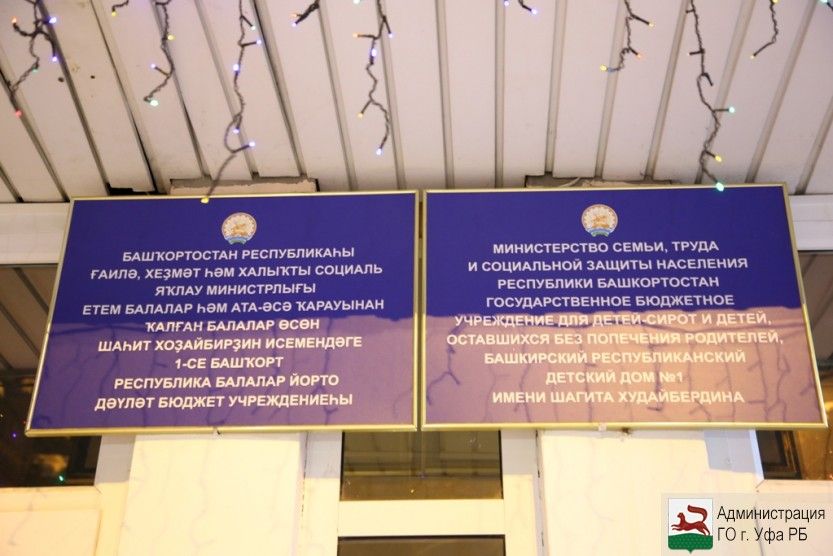 БАШҠОРТОСТАН РЕСПУБЛИКАҺЫ
ҒАИЛӘ, ХЕҘМӘТ ҺӘМ ХАЛЫҠТЫ СОЦИАЛЬ
ЯҠЛАУ МИНИСТРЛЫҒЫ
ЕТЕМ БАЛАЛАР ҺӘМ АТА-ӘСӘ ҠАРАУЫНАН
ҠАЛҒАН БАЛАЛАР ӨСӨН
ШАҺИТ ХОҘАЙБИРҘИН ИСЕМЕНДӘГЕ
1-СЕ БАШҠОРТ
РЕСПУБЛИКА БАЛАЛАР ЙОРТО
ДӘҮЛӘТ БЮДЖЕТ УЧРЕЖДЕНИЕҺЫ
МИНИСТЕРСТВО СЕМЬИ, ТРУДА
И СОЦИАЛЬНОЙ ЗАЩИТЫ НАСЕЛЕНИЯ
РЕСПУБЛИКИ БАШКОРТОСТАН
ГОСУДАРСТВЕННОЕ БЮДЖЕТНОЕ
УЧРЕЖДЕНИЕ ДЛЯ ДЕТЕЙ-СИРОТ И ДЕТЕЙ,
ОСТАВШИХСЯ БЕЗ ПОПЕЧЕНИЯ РОДИТЕЛЕЙ,
БАШКИРСКИЙ РЕСПУБЛИКАНСКИЙ
ДЕТСКИЙ ДОМ №1
ИМЕНИ ШАГИТА ХУДАЙБЕРДИНА
Администрация
ГО г. Уфа РБ